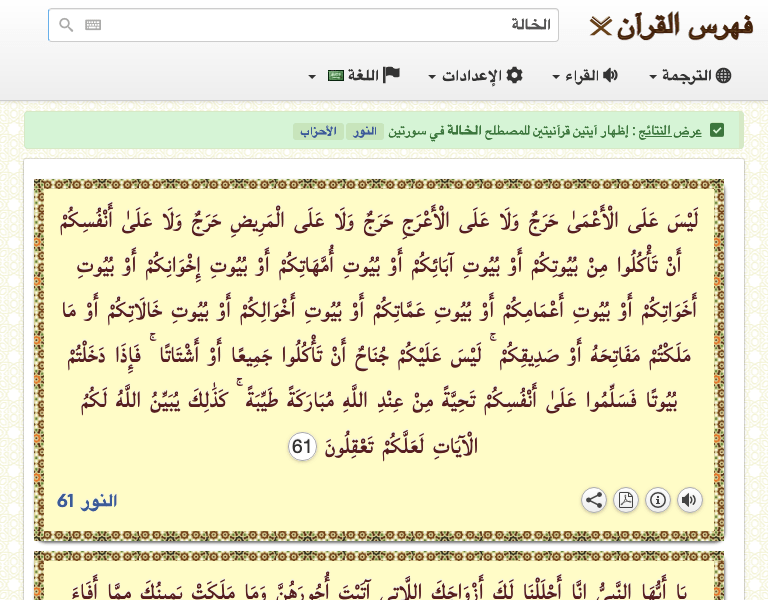 فهرس القرآن
الخالة
الترجمة
القراء
الإعدادات
اللغة
عرض النتائج : إظهار آيتين قرآنيتين للمصطلح الخالة في سورتين النور الأحزاب
لَيْسَ عَلَى الْأَعْمَىٰ حَرَجٌ وَلَا عَلَى الْأَعْرَجِ حَرَجٌ وَلَا عَلَى الْمَرِيضِ حَرَجٌ وَلَا عَلَىٰ أَنْفُسِكُمْ
أَنْ تَأْكُلُوا مِنْ بُيُوتِكُمْ أَوْ بُيُوتِ آبَائِكُمْ أَوْ بُيُوتِ أُمَّهَاتِكُمْ أَوْ بُيُوتِ إِخْوَانِكُمْ أَوْ بُيُوتِ
أَخَوَاتِكُمْ أَوْ بُيُوتِ أَعْمَامِكُمْ أَوْ بُيُوتِ عَمَّاتِكُمْ أَوْ بُيُوتِ أَخْوَالِكُمْ أَوْ بُيُوتِ خَالَاتِكُمْ أَوْ مَا
مَلَكْتُمْ مَفَاتِحَهُ أَوْ صَدِيقِكُمْ ۚ لَيْسَ عَلَيْكُمْ جُنَاحٌ أَنْ تَأْكُلُوا جَمِيعًا أَوْ أَشْتَاتًا ۚ فَإِذَا دَخَلْتُمْ
بُيُوتًا فَسَلِّمُوا عَلَىٰ أَنْفُسِكُمْ تَحِيَّةً مِنْ عِنْدِ اللَّهِ مُبَارَكَةً طَيِّبَةً ۚ كَذَٰلِكَ يُبَيِّنُ اللَّهُ لَكُمُ
الْآيَاتِ لَعَلَّكُمْ تَعْقِلُونَ 61
النور 61
يَا أَيُّهَا النَّبِيُّ إِنَّا أَحْلَلْنَا لَكَ أَزْوَاجَكَ اللَّاتِي آتَيْتَ أُجُورَهُنَّ وَمَا مَلَكَتْ يَمِينُكَ مِمَّا أَفَاءَ